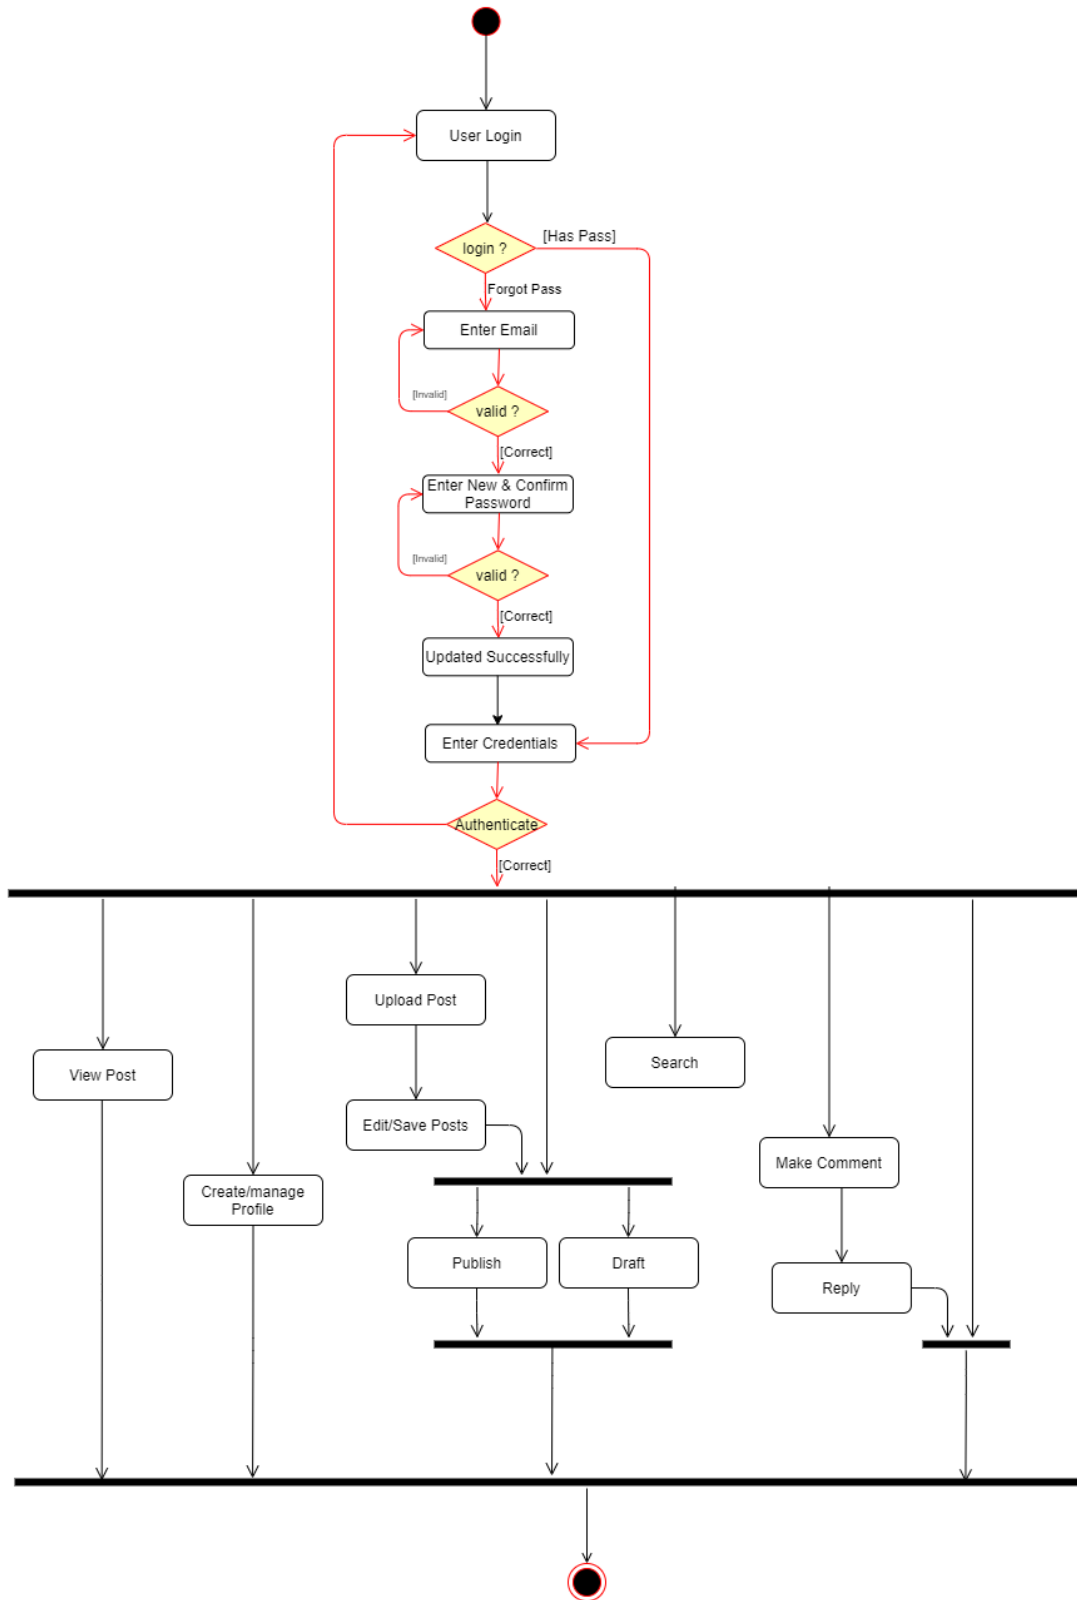 User Login
login ?
[Has Pass]
Forgot Pass
Enter Email
[Invalid]
valid ?
[Correct]
Enter New & Confirm
Password
[Invalid]
valid ?
[Correct]
Updated Successfully
Enter Credentials
Authenticate
[Correct]
Upload Post
Search
View Post
Edit/Save Posts
Make Comment
Create/manage
Profile
Publish
Draft
Reply